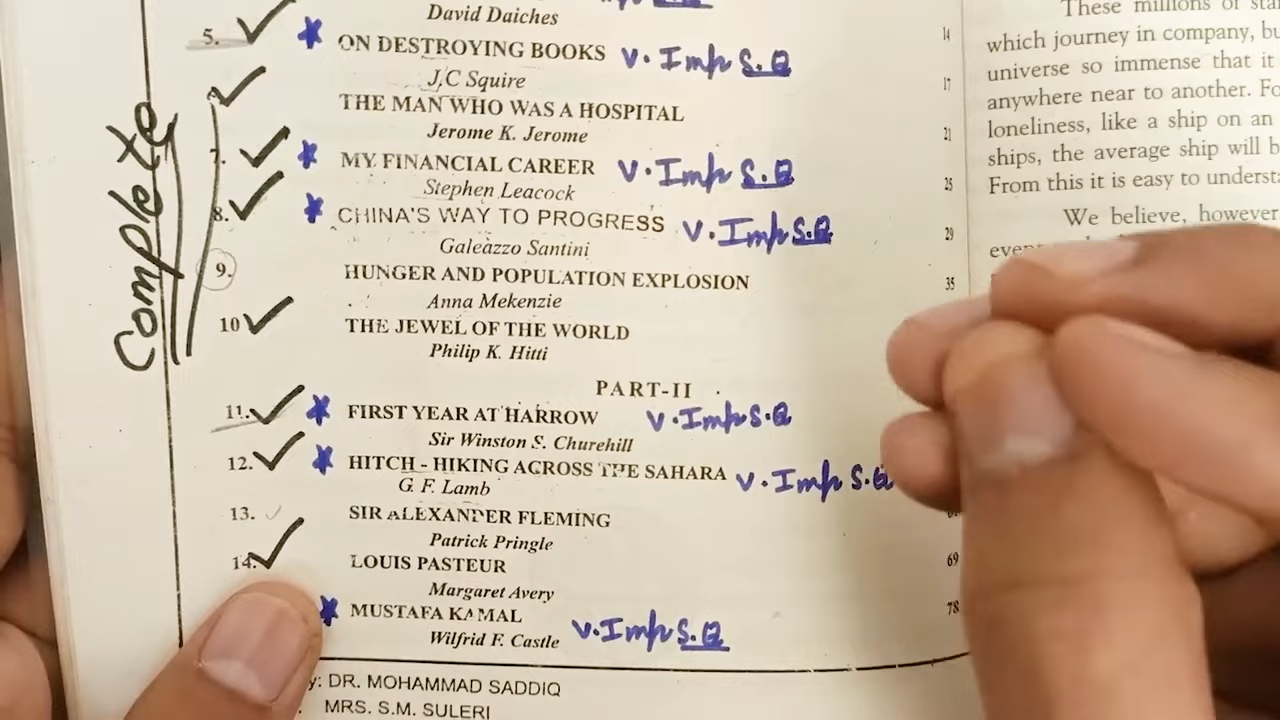 David Daiches
14
These millions of
5. ON DESTROYING BOOKS V. Imp S.Q
which journey in company,
J.C Squire
17
universe so immense that it
THE MAN WHO WAS A HOSPITAL
anywhere near to another.
Jerome K. Jerome
21
loneliness, like a ship on an
7. MY FINANCIAL CAREER V. Imp S.Q
ships, the average ship will
Stephen Leacock
25
From this it is easy to
8. CHINA'S WAY TO PROGRESS V. Imp S.Q
We believe, however
Galeazzo Santini
29
9. HUNGER AND POPULATION EXPLOSION
35
Anna Mekenzie
10 THE JEWEL OF THE WORLD
Philip K. Hitti
Complete
PART-II
11. FIRST YEAR AT HARROW V. Imp S.Q
Sir Winston S. Churehill
12. HITCH - HIKING ACROSS THE SAHARA V. Imp S.Q
G. F. Lamb
13. SIR ALEXANDER FLEMING
Patrick Pringle
14. LOUIS PASTEUR
69
Margaret Avery
MUSTAFA KAMAL
78
Wilfrid F. Castle V. Imp S.Q
DR. MOHAMMAD SADDIQ
MRS. S.M. SULERI